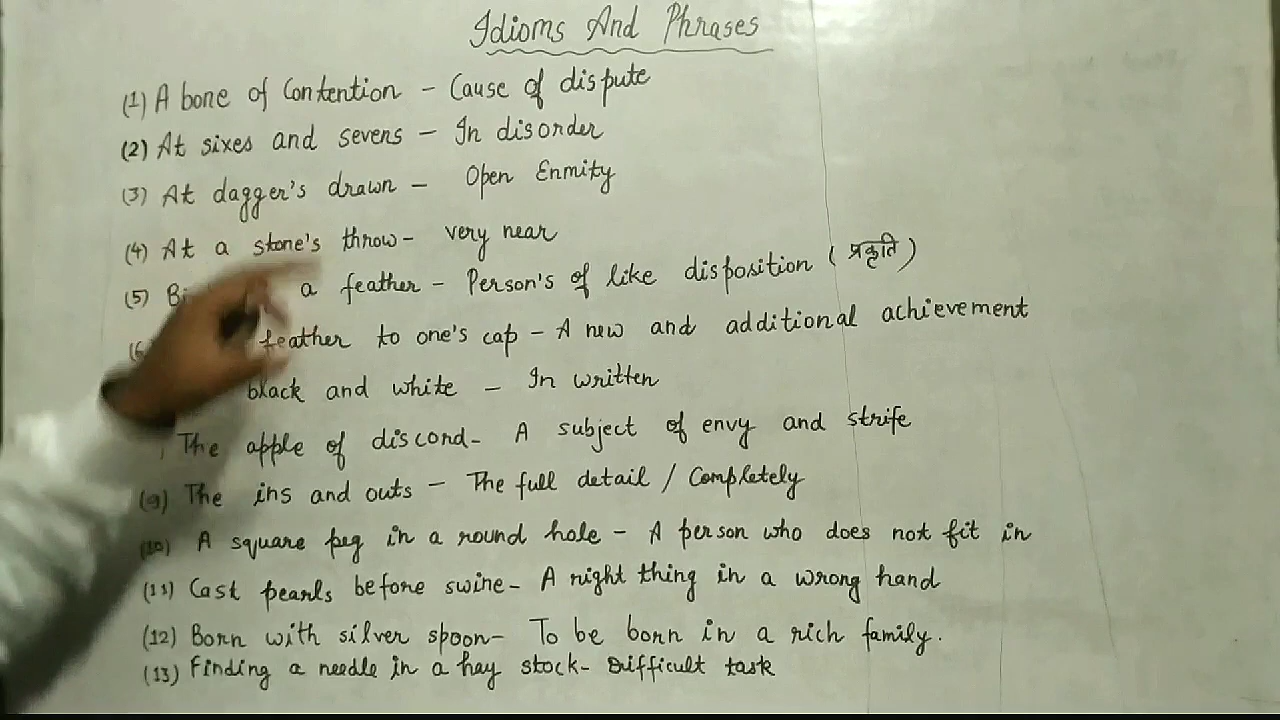 Idioms And Phrases
(1) A bone of Contention - Cause of dispute
(2) At sixes and sevens - In disorder
(3) At dagger's drawn - Open Enmity
(4) At a stone's throw - very near
(5) a feather - Person's of like disposition (प्रकृति)
feather to one's cap - A new and additional achievement
black and white - In written
The apple of discord - A subject of envy and strife
(9) The ins and outs - The full detail / Completely
(10) A square peg in a round hole - A person who does not fit in
(11) Cast pearls before swine - A right thing in a wrong hand
(12) Born with silver spoon - To be born in a rich family.
(13) Finding a needle in a hay stock - Difficult task